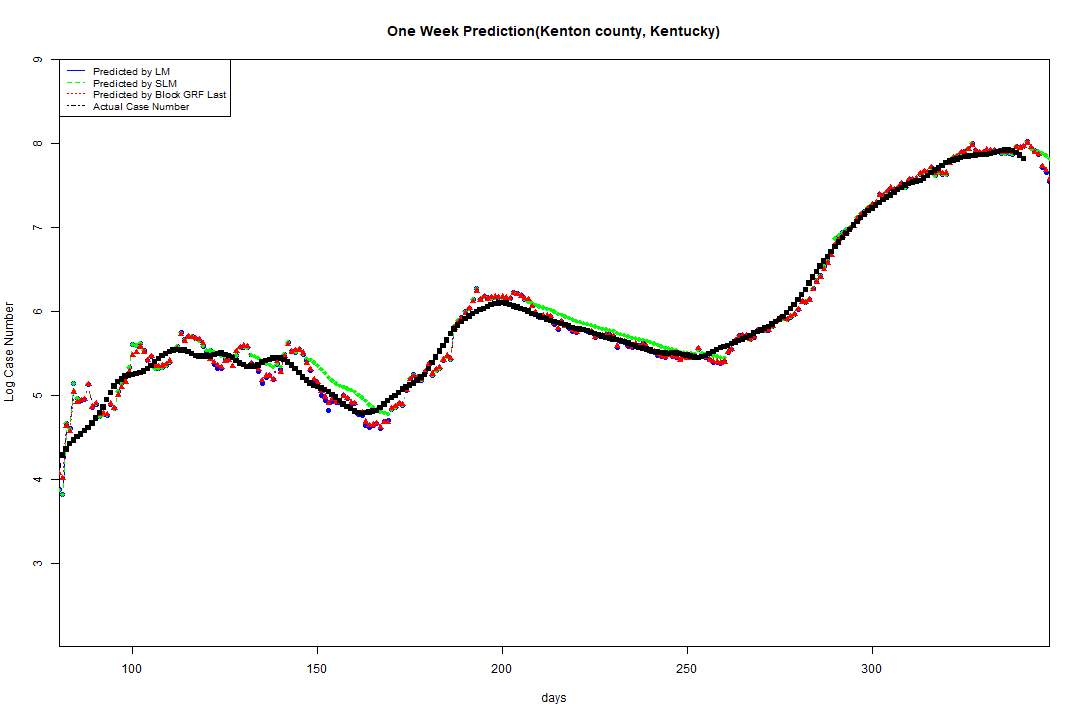 One Week Prediction(Kenton county, Kentucky)
Predicted by LM
Predicted by SLM
Predicted by Block GRF Last
Actual Case Number
9
8
7
6
5
4
3
Log Case Number
100 150 200 250 300
days